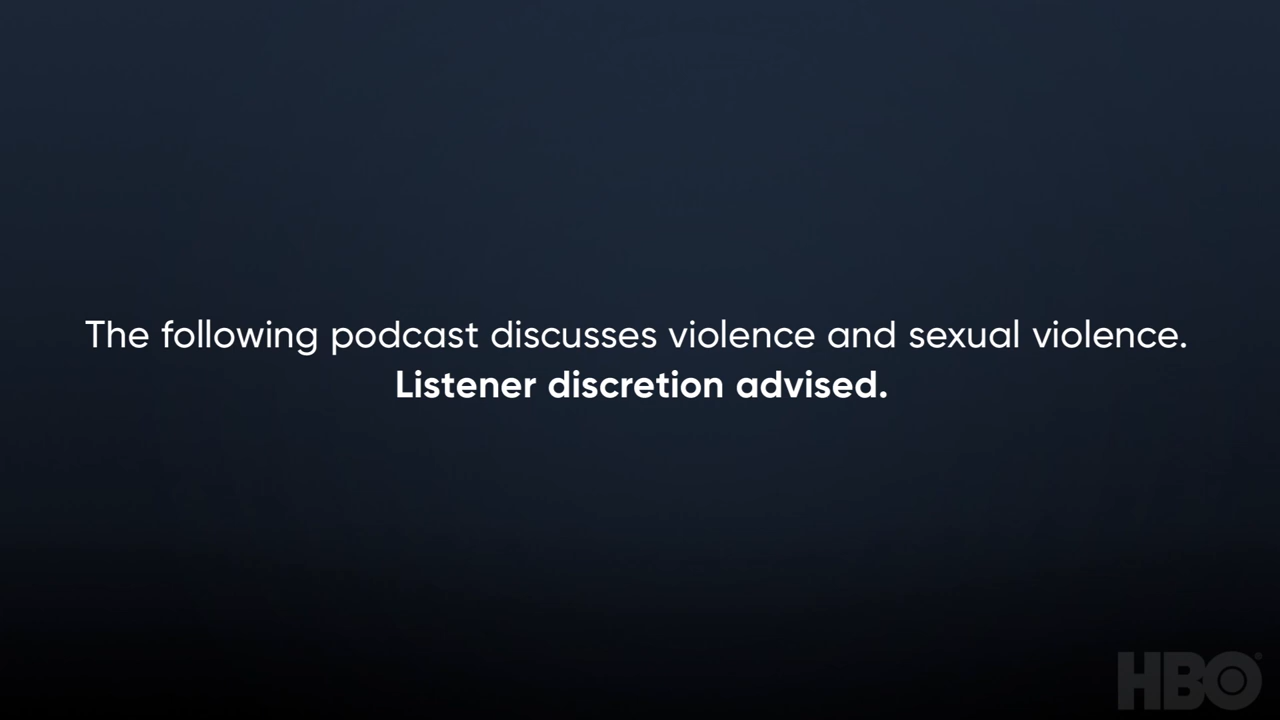 The following podcast discusses violence and sexual violence.
Listener discretion advised.
HBO